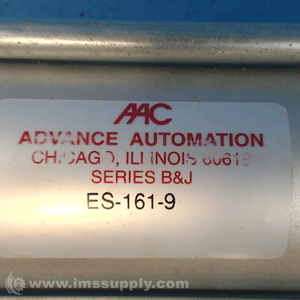 AAC
ADVANCE AUTOMATION
CHICAGO, ILLINOIS 60618
SERIES B&J
ES-161-9
www.imssupply.com